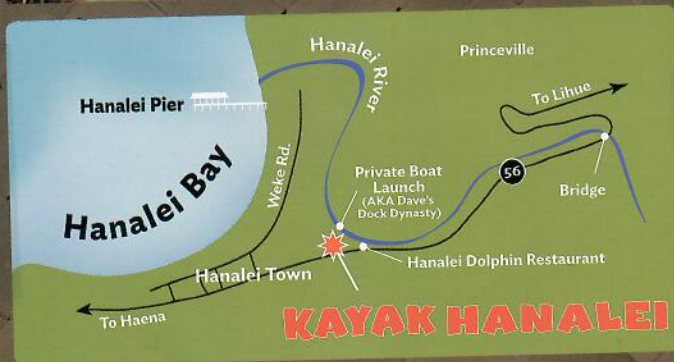 Hanalei
River
Princeville
To Lihue
Hanalei Pier
Hanalei Bay
Weke Rd.
Private Boat
Launch
(AKA Dave's
Dock Dynasty)
56
Bridge
Hanalei Dolphin Restaurant
Hanalei Town
To Haena
KAYAK HANALEI